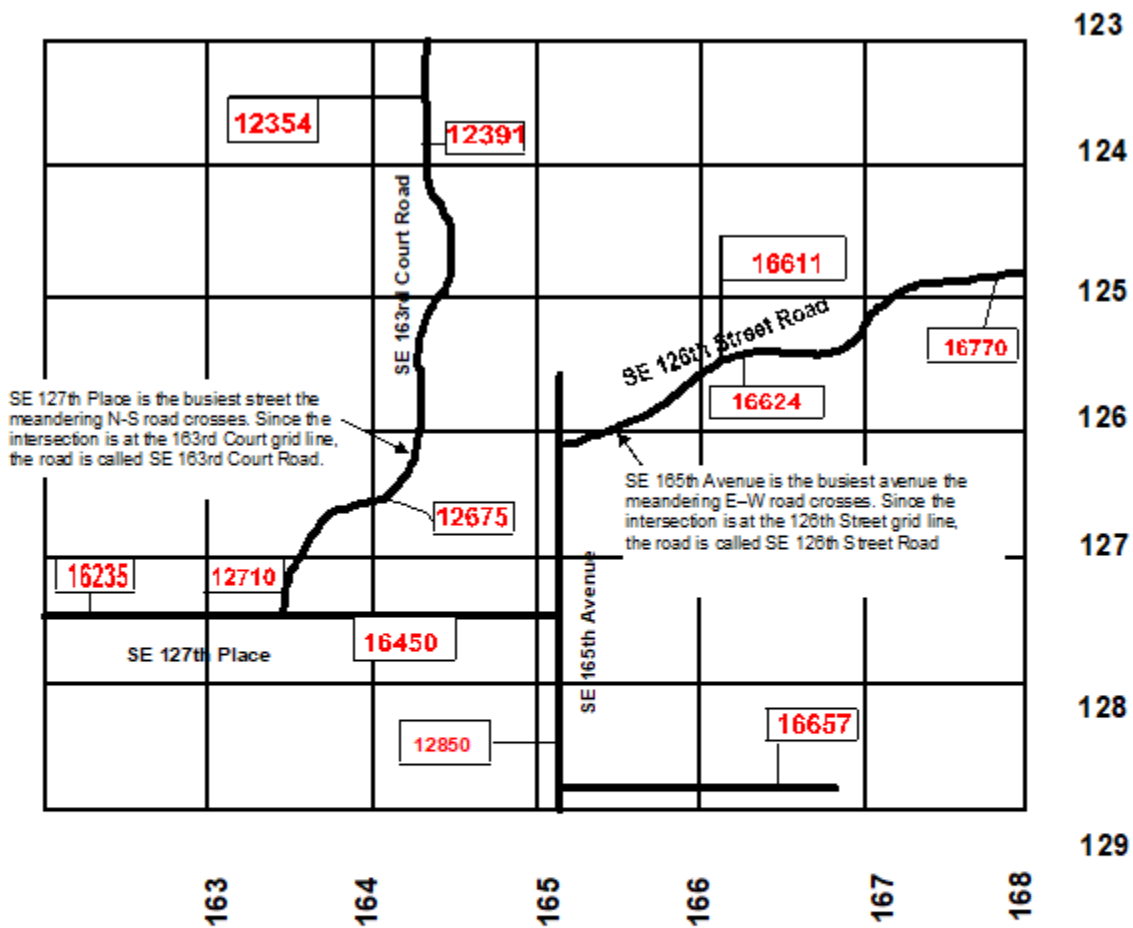 123
12354
12391
124
SE 163rd Court Road
16611
125
SE 126th Street Road
16770
SE 127th Place is the busiest street the
meandering N-S road crosses. Since the
intersection is at the 163rd Court grid line,
the road is called SE 163rd Court Road.
16624
126
SE 165th Avenue is the busiest avenue the
meandering E–W road crosses. Since the
intersection is at the 126th Street grid line,
the road is called SE 126th Street Road
12675
127
16235
12710
SE 165th Avenue
16450
SE 127th Place
128
16657
12850
129
163
164
165
166
167
168